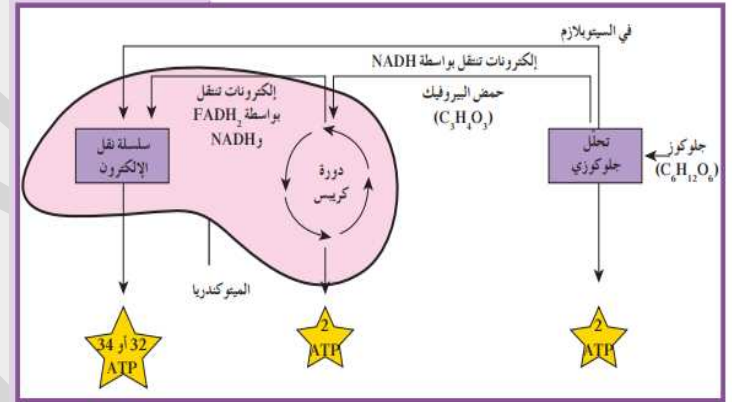 في السيتوبلازم
إلكترونات تنتقل بواسطة NADH
إلكترونات تنتقل
بواسطة FADH₂
وNADH
حمض البيروفيك
(C₃H₄O₃)
جلوكوز
(C₆H₁₂O₆)
تحلّل
جلوكوزي
دورة
كريبس
سلسلة نقل
الإلكترون
الميتوكندريا
2
ATP
2
ATP
32 أو 34
ATP